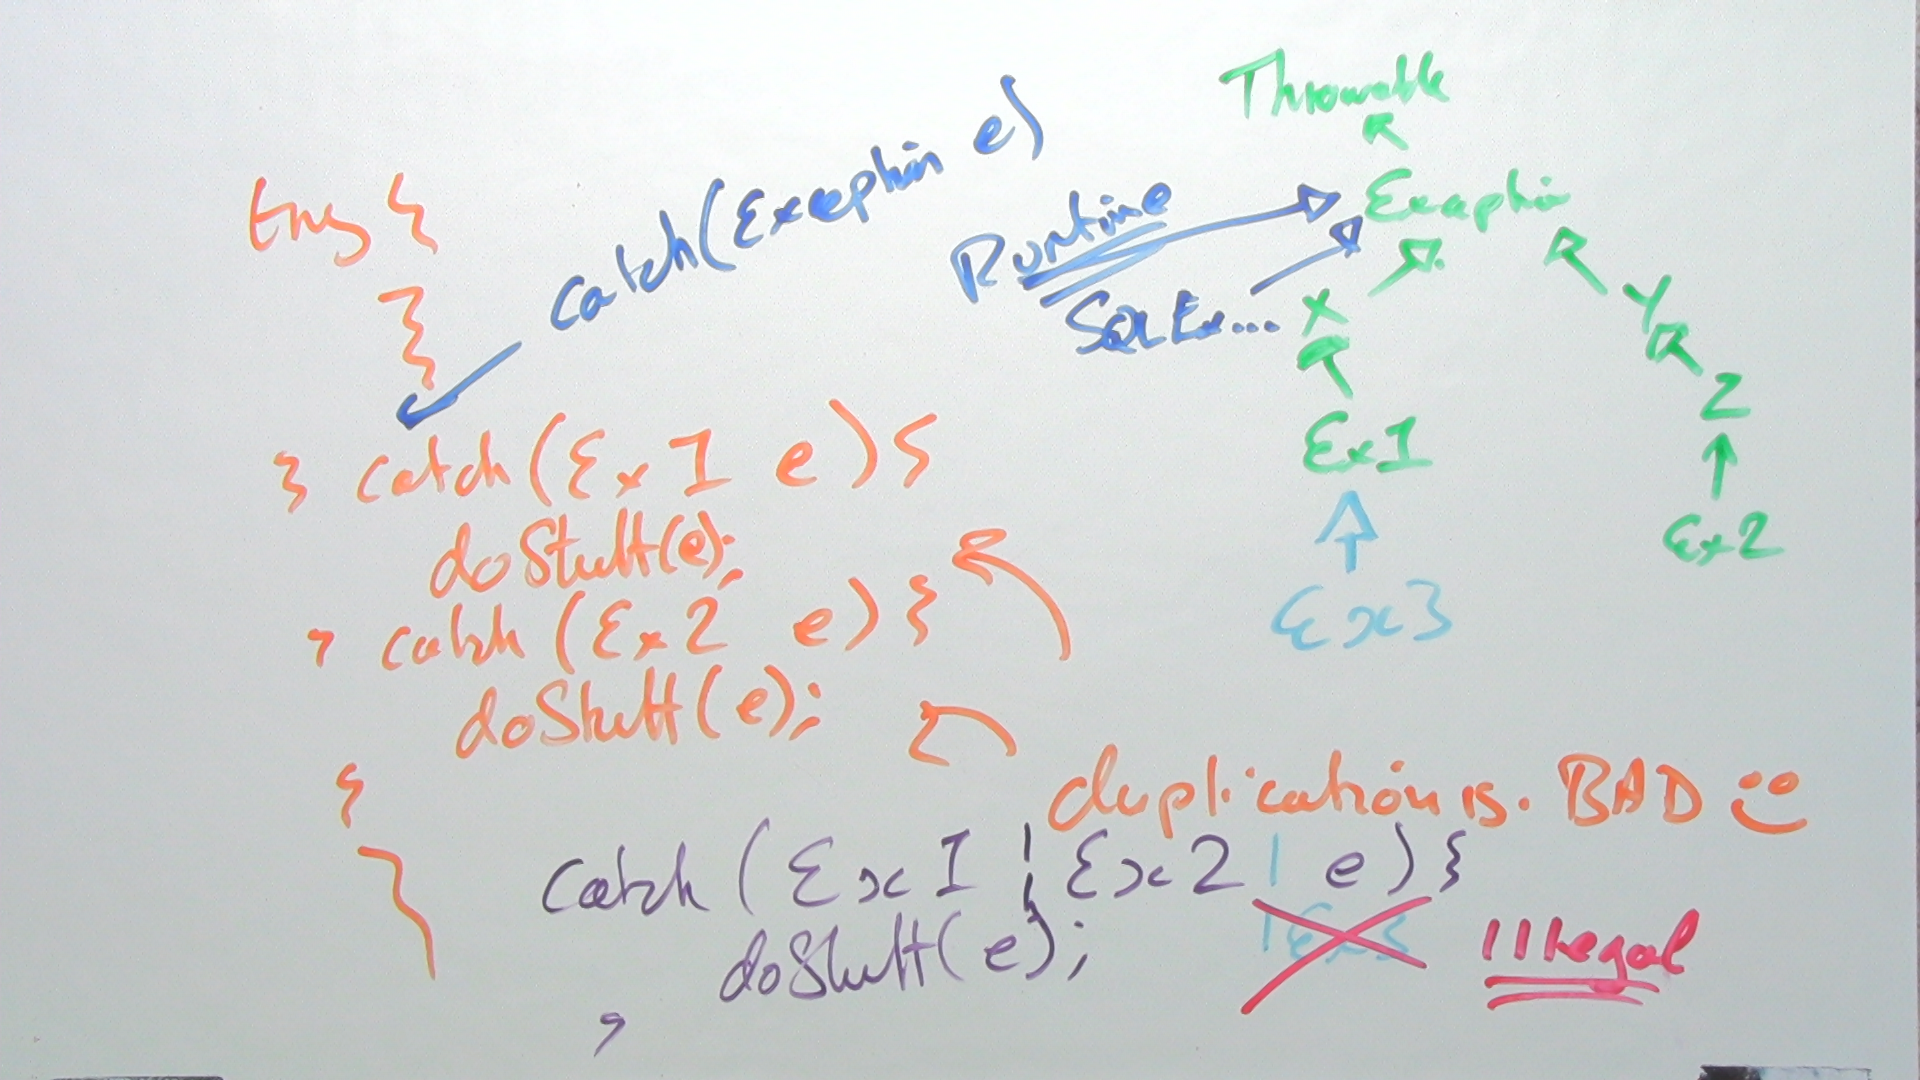 Throwable
catch(Exception e)
try {
Runtime
Exception
SQLEx...
X
Y
}
Z
} catch(Ex1 e){
Ex1
doStuff(e);
Ex2
} catch(Ex2 e){
Ex3
doStuff(e);
}
duplication is. BAD
catch(Ex1 | Ex2 | e){
|Ex3
Illegal
doStuff(e);
}